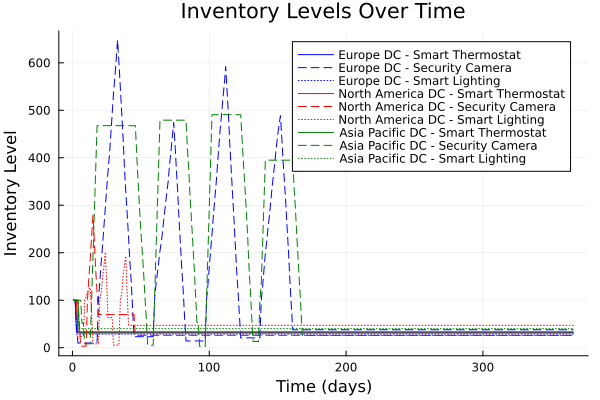 Inventory Levels Over Time
Inventory Level
600
500
400
300
200
100
0
Europe DC - Smart Thermostat
Europe DC - Security Camera
Europe DC - Smart Lighting
North America DC - Smart Thermostat
North America DC - Security Camera
North America DC - Smart Lighting
Asia Pacific DC - Smart Thermostat
Asia Pacific DC - Security Camera
Asia Pacific DC - Smart Lighting
0 100 200 300
Time (days)